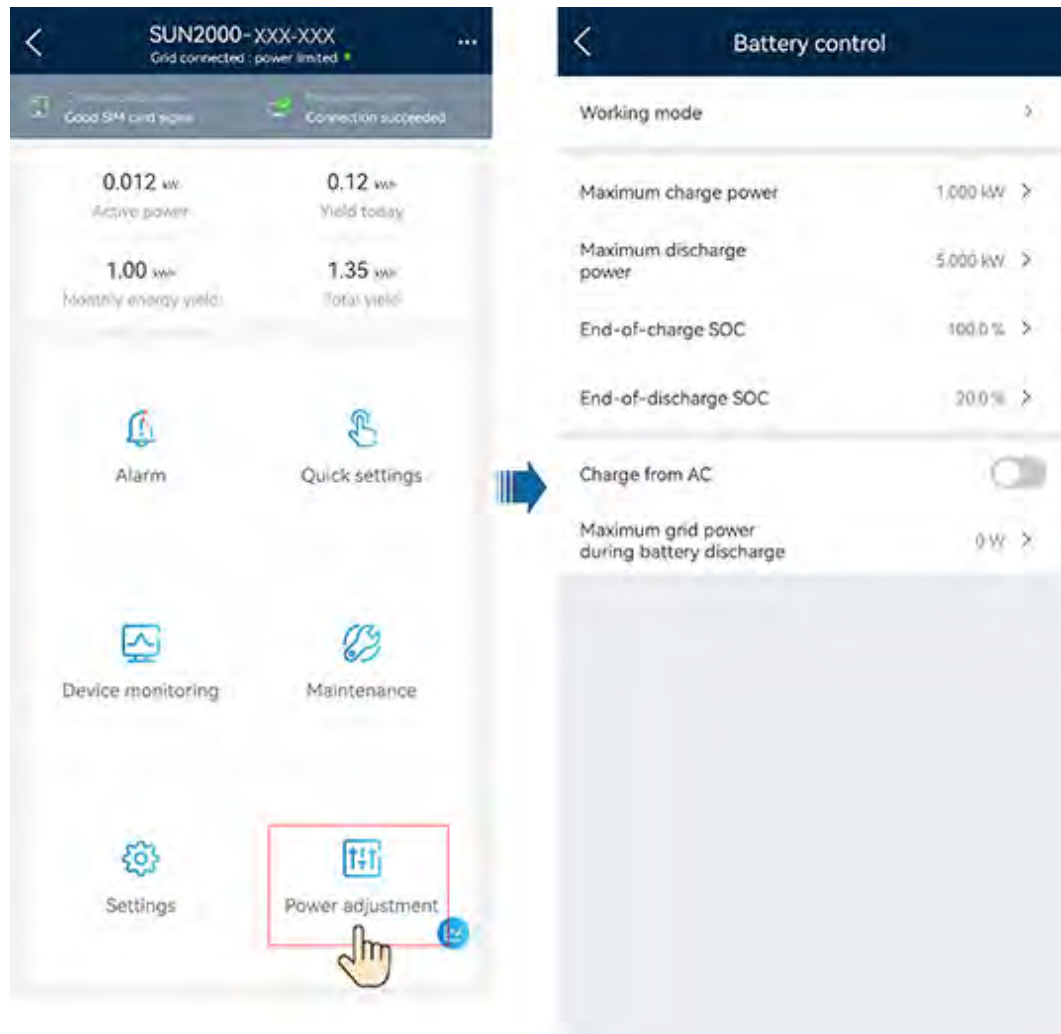 SUN2000-XXX-XXX
Grid connected : power limited
Good SIM card signal
Connection succeeded
0.012 kW
0.12 kWh
Active power
Yield today
1.00 kWh
1.35 kWh
Monthly energy yield
Total yield
Alarm
Quick settings
Device monitoring
Maintenance
Settings
Power adjustment
Battery control
Working mode
Maximum charge power
1.000 kW
Maximum discharge
power
5.000 kW
End-of-charge SOC
100.0 %
End-of-discharge SOC
20.0 %
Charge from AC
Maximum grid power
during battery discharge
0 W